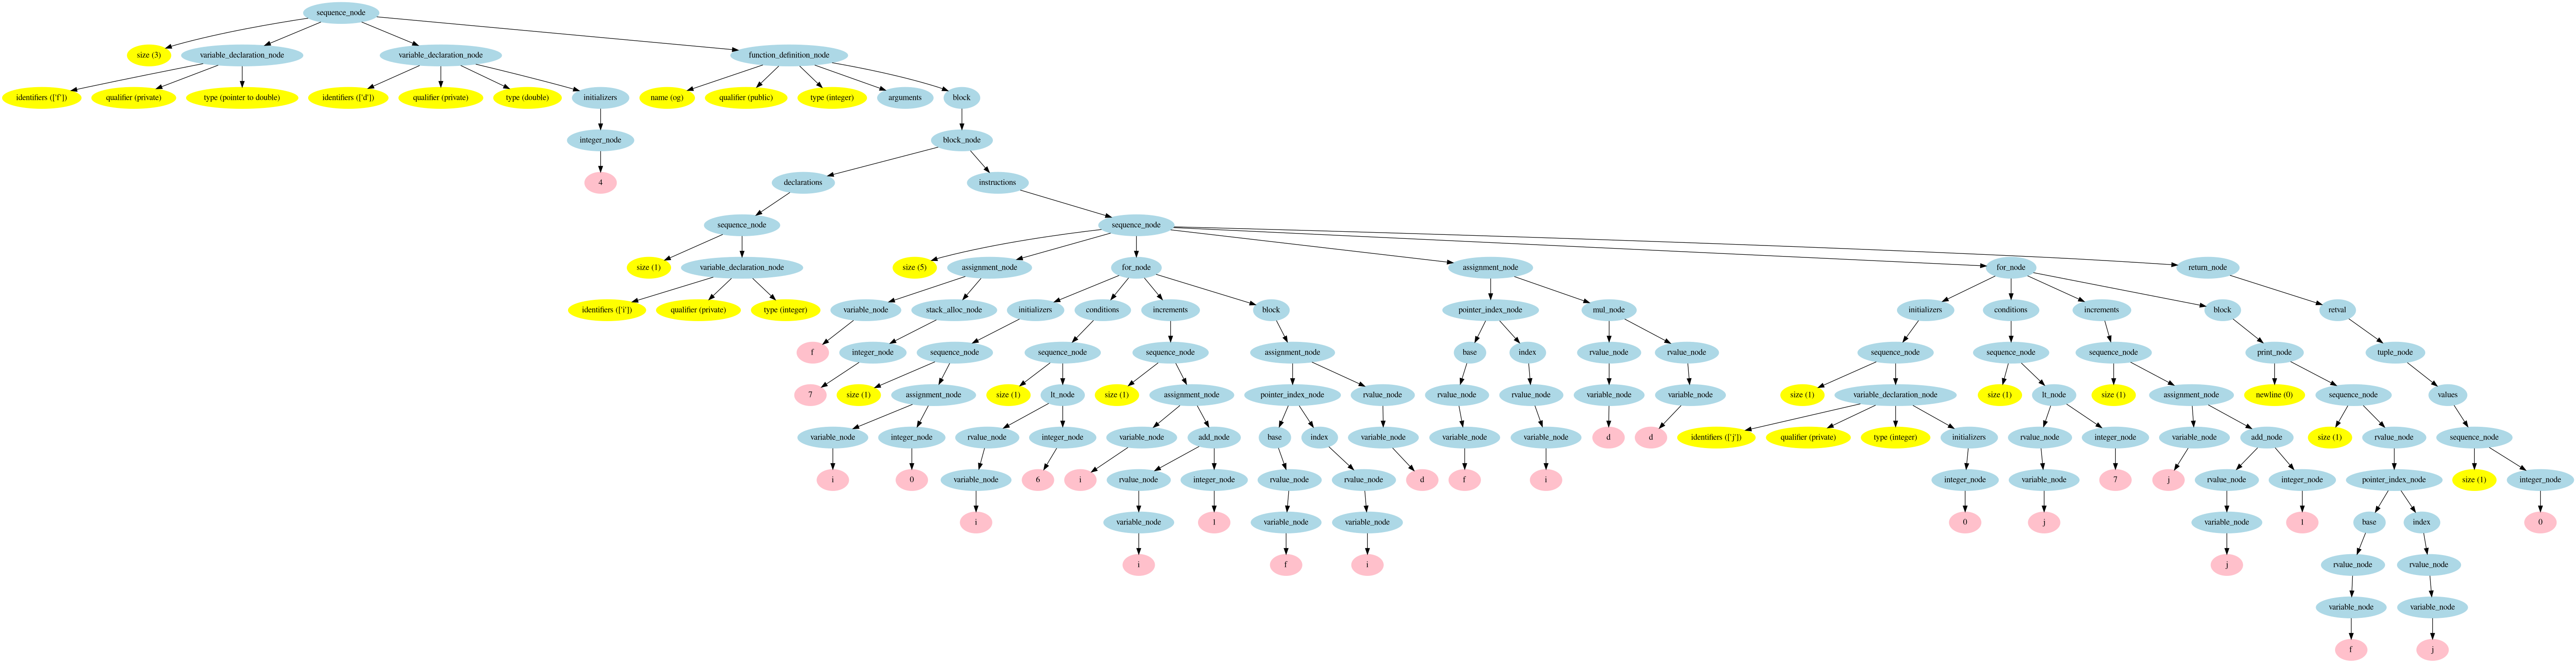 sequence_node
size (3)
variable_declaration_node
variable_declaration_node
function_definition_node
identifiers (['f'])
qualifier (private)
type (pointer to double)
identifiers (['d'])
qualifier (private)
type (double)
initializers
name (og)
qualifier (public)
type (integer)
arguments
block
integer_node
block_node
4
declarations
instructions
sequence_node
sequence_node
size (1)
variable_declaration_node
size (5)
assignment_node
for_node
assignment_node
for_node
return_node
identifiers (['i'])
qualifier (private)
type (integer)
variable_node
stack_alloc_node
initializers
conditions
increments
block
pointer_index_node
mul_node
initializers
conditions
increments
block
retval
f
integer_node
sequence_node
sequence_node
sequence_node
assignment_node
base
index
rvalue_node
rvalue_node
sequence_node
sequence_node
sequence_node
print_node
tuple_node
7
size (1)
assignment_node
size (1)
lt_node
size (1)
assignment_node
pointer_index_node
rvalue_node
rvalue_node
rvalue_node
variable_node
variable_node
size (1)
variable_declaration_node
size (1)
lt_node
size (1)
assignment_node
newline (0)
sequence_node
values
variable_node
integer_node
rvalue_node
integer_node
variable_node
add_node
base
index
variable_node
variable_node
variable_node
d
d
identifiers (['j'])
qualifier (private)
type (integer)
initializers
rvalue_node
integer_node
variable_node
add_node
size (1)
rvalue_node
sequence_node
i
0
variable_node
6
i
rvalue_node
integer_node
rvalue_node
rvalue_node
d
f
i
integer_node
variable_node
7
j
rvalue_node
integer_node
pointer_index_node
size (1)
integer_node
i
variable_node
1
variable_node
variable_node
0
j
variable_node
1
base
index
0
i
f
i
j
rvalue_node
rvalue_node
variable_node
variable_node
f
j